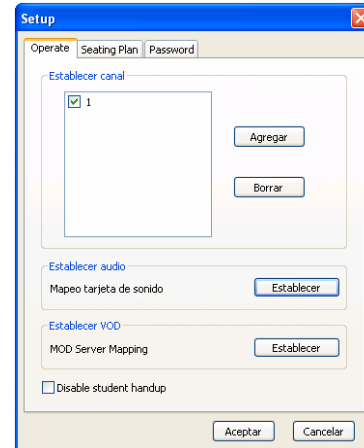 Setup
Operate Seating Plan Password
Establecer canal
1
Agregar
Borrar
Establecer audio
Mapeo tarjeta de sonido Establecer
Establecer VOD
MOD Server Mapping Establecer
Disable student handup
Aceptar Cancelar